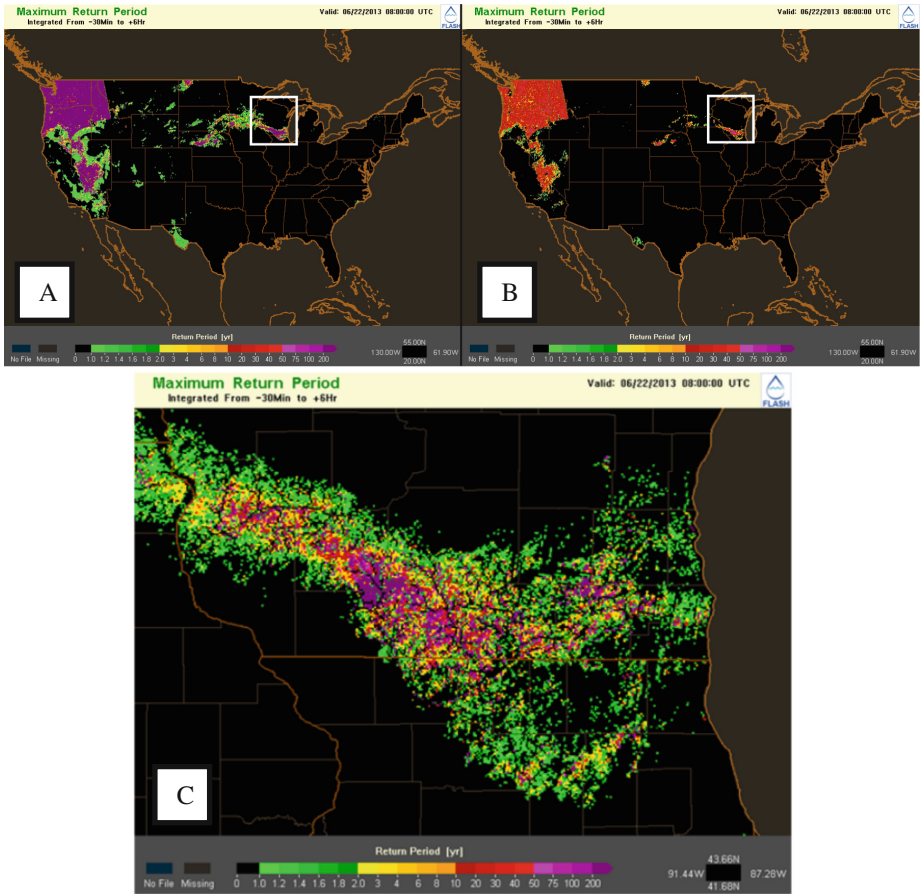 Maximum Return Period
Integrated From -30Min to +6Hr
Valid: 06/22/2013 08:00:00 UTC
FLASH
A
Return Period [yr]
No File Missing 0 1.0 1.2 1.4 1.6 1.8 2.0 3 4 6 8 10 20 30 40 50 75 100 200
55.00N
130.00W 61.90W
20.00N
Maximum Return Period
Integrated From -30Min to +6Hr
Valid: 06/22/2013 08:00:00 UTC
FLASH
B
Return Period [yr]
No File Missing 0 1.0 1.2 1.4 1.6 1.8 2.0 3 4 6 8 10 20 30 40 50 75 100 200
55.00N
130.00W 61.90W
20.00N
Maximum Return Period
Integrated From -30Min to +6Hr
Valid: 06/22/2013 08:00:00 UTC
FLASH
C
Return Period [yr]
No File Missing 0 1.0 1.2 1.4 1.6 1.8 2.0 3 4 6 8 10 20 30 40 50 75 100 200
43.66N
91.44W 87.28W
41.68N